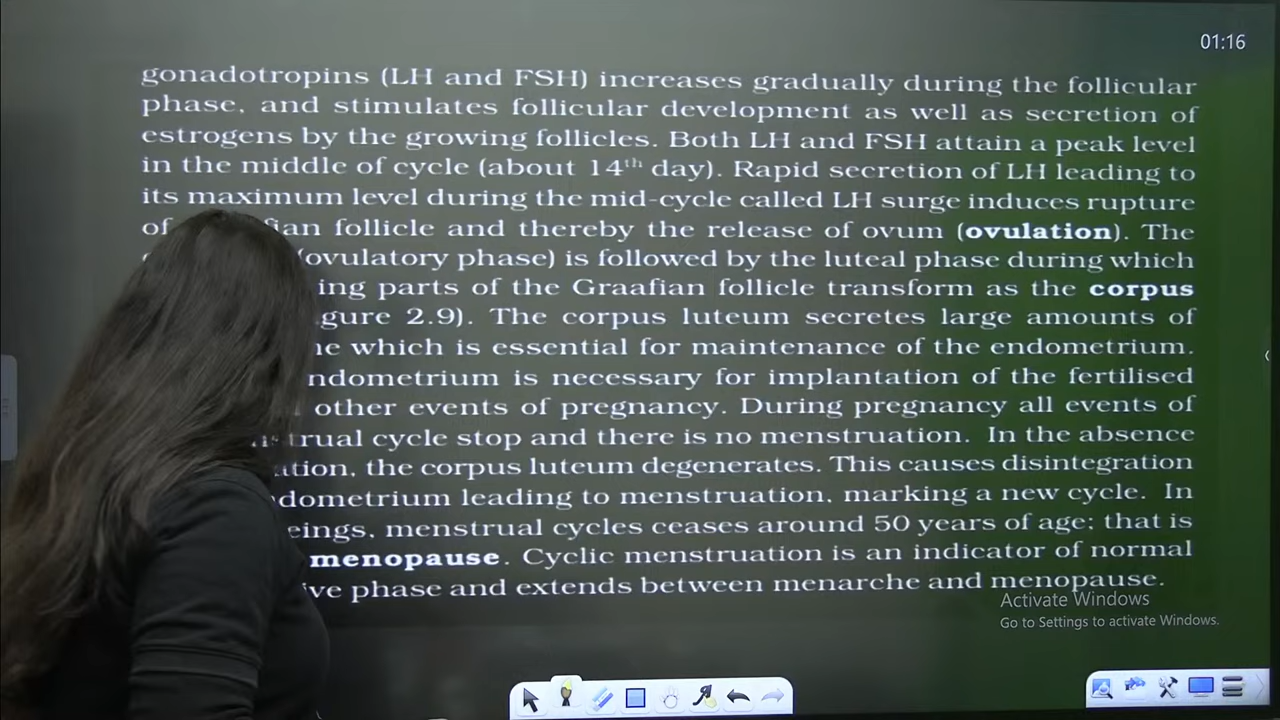 01:16
gonadotropins (LH and FSH) increases gradually during the follicular
phase, and stimulates follicular development as well as secretion of
estrogens by the growing follicles. Both LH and FSH attain a peak level
in the middle of cycle (about 14th day). Rapid secretion of LH leading to
its maximum level during the mid-cycle called LH surge induces rupture
of ian follicle and thereby the release of ovum (ovulation). The
(ovulatory phase) is followed by the luteal phase during which
ing parts of the Graafian follicle transform as the corpus
gure 2.9). The corpus luteum secretes large amounts of
ne which is essential for maintenance of the endometrium.
ndometrium is necessary for implantation of the fertilised
other events of pregnancy. During pregnancy all events of
strual cycle stop and there is no menstruation. In the absence
ation, the corpus luteum degenerates. This causes disintegration
dometrium leading to menstruation, marking a new cycle. In
eings, menstrual cycles ceases around 50 years of age; that is
menopause. Cyclic menstruation is an indicator of normal
ive phase and extends between menarche and menopause.
Activate Windows
Go to Settings to activate Windows.